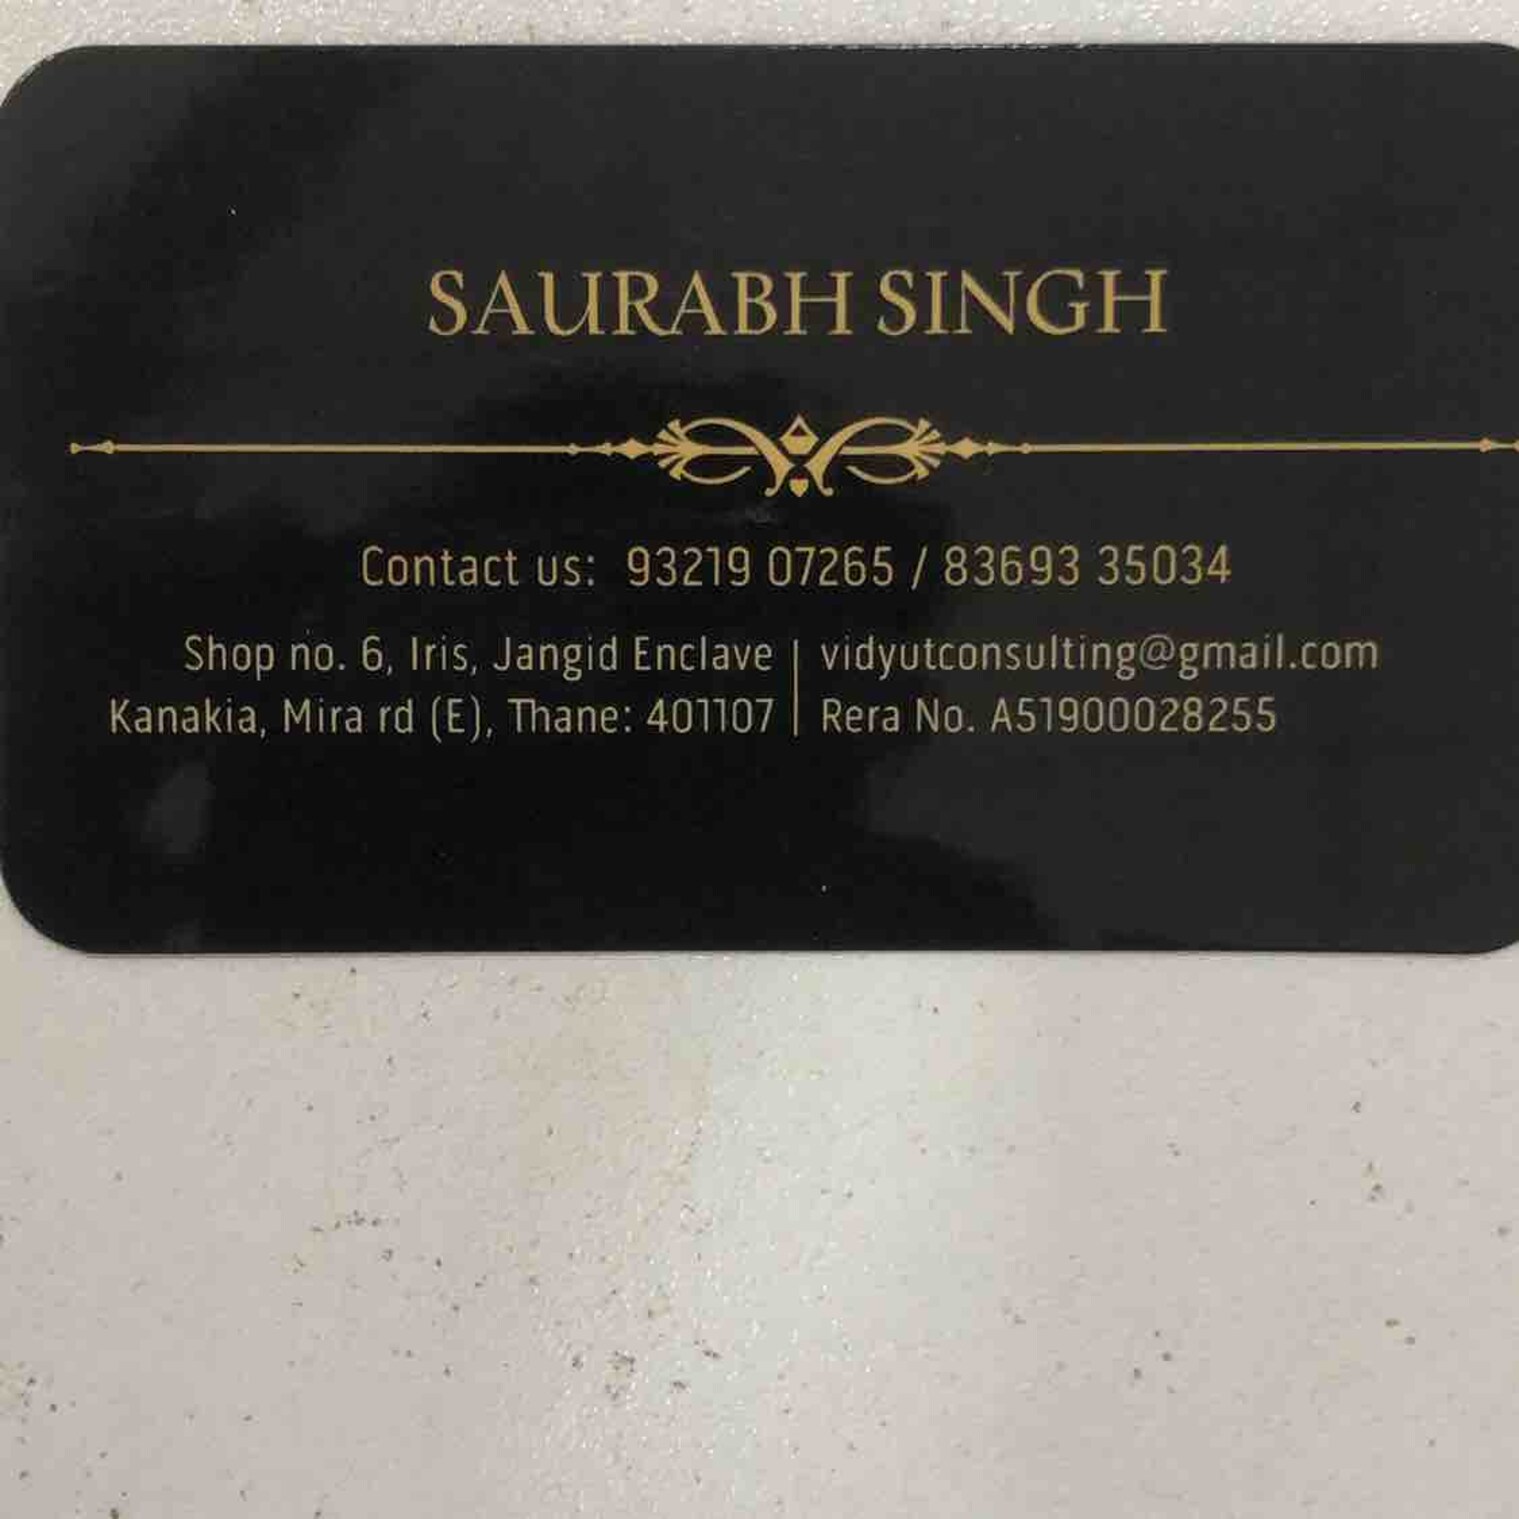 SAURABH SINGH
Contact us: 93219 07265 / 83693 35034
Shop no. 6, Iris, Jangid Enclave
Kanakia, Mira rd (E), Thane: 401107
vidyutconsulting@gmail.com
Rera No. A51900028255